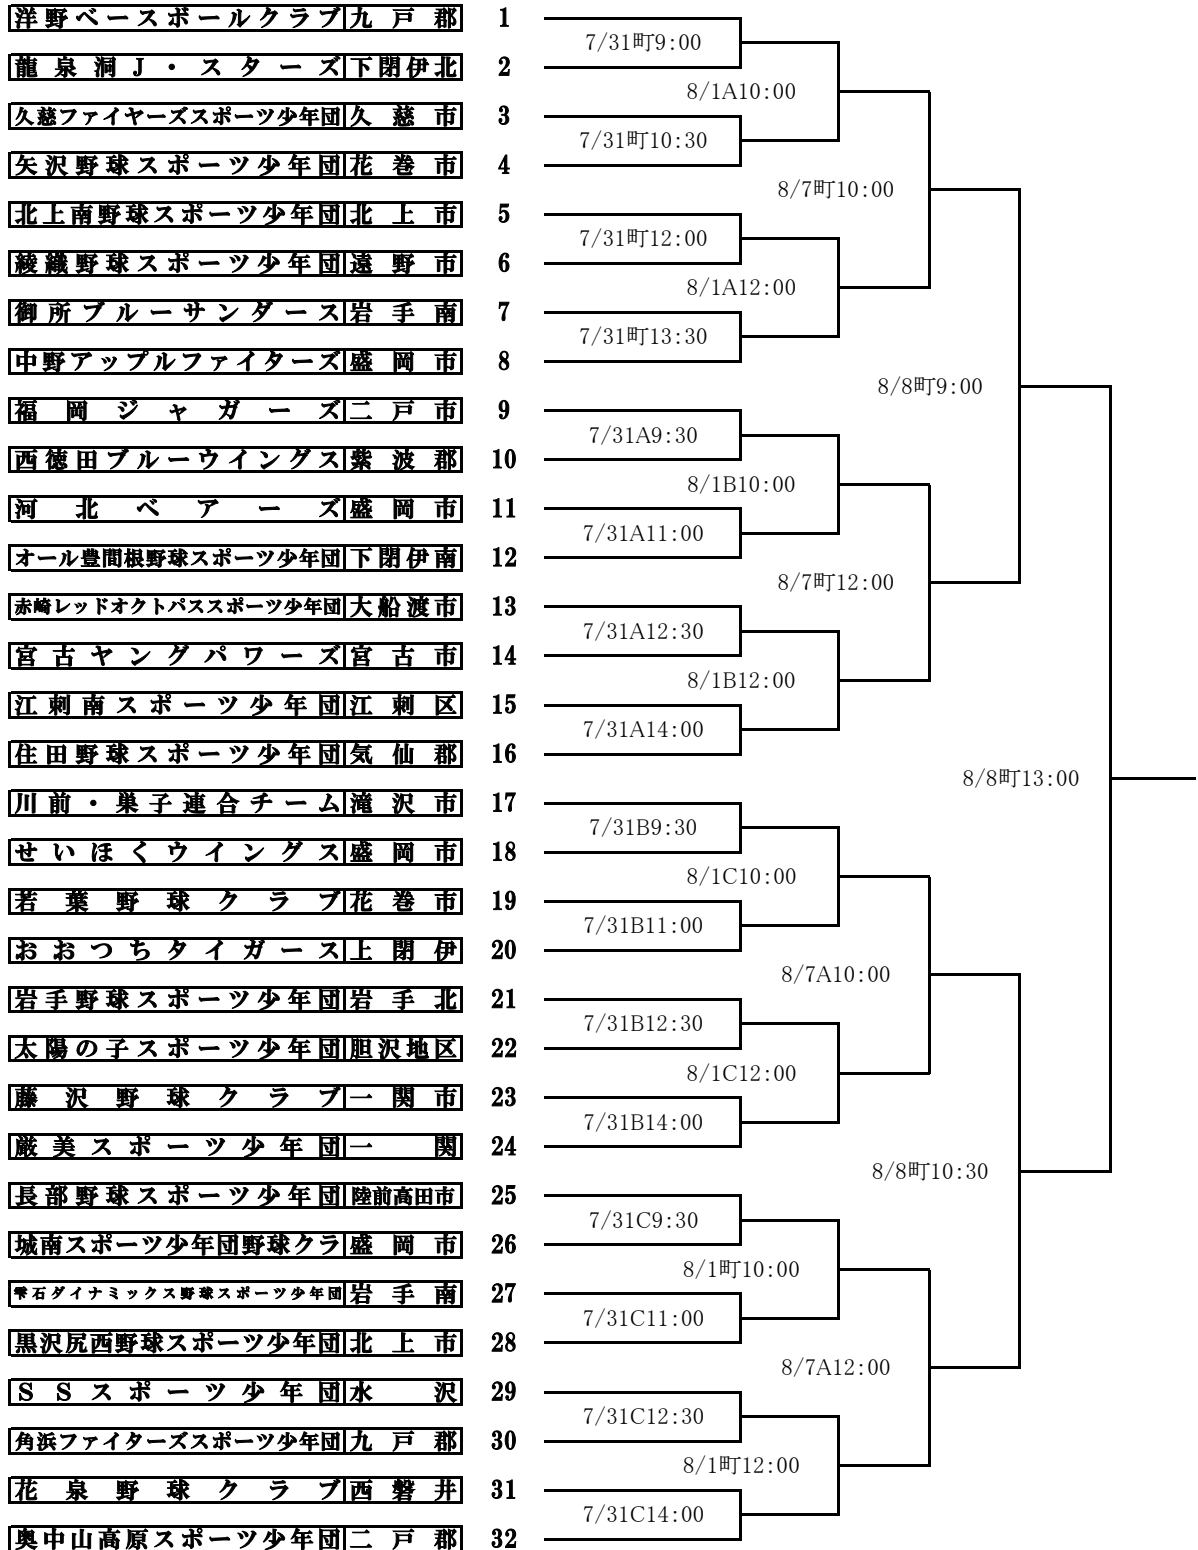 洋野ベースボールクラブ 九戸郡 1
7/31町9:00
龍泉洞J・スターズ 下閉伊北 2
8/1A10:00
久慈ファイヤーズスポーツ少年団 久慈市 3
7/31町10:30
矢沢野球スポーツ少年団 花巻市 4
8/7町10:00
北上南野球スポーツ少年団 北上市 5
7/31町12:00
綾織野球スポーツ少年団 遠野市 6
8/1A12:00
御所ブルーサンダース 岩手南 7
7/31町13:30
中野アップルファイターズ 盛岡市 8
8/8町9:00
福岡ジャガーズ 二戸市 9
7/31A9:30
西徳田ブルーウイングス 紫波郡 10
8/1B10:00
河北ベアーズ 盛岡市 11
7/31A11:00
オール豊間根野球スポーツ少年団 下閉伊南 12
8/7町12:00
赤崎レッドオクトパススポーツ少年団 大船渡市 13
7/31A12:30
宮古ヤングパワーズ 宮古市 14
8/1B12:00
江刺南スポーツ少年団 江刺区 15
7/31A14:00
住田野球スポーツ少年団 気仙郡 16
8/8町13:00
川前・巣子連合チーム 滝沢市 17
7/31B9:30
せいほくウイングス 盛岡市 18
8/1C10:00
若葉野球クラブ 花巻市 19
7/31B11:00
おおつちタイガース 上閉伊 20
8/7A10:00
岩手野球スポーツ少年団 岩手北 21
7/31B12:30
太陽の子スポーツ少年団 胆沢地区 22
8/1C12:00
藤沢野球クラブ 一関市 23
7/31B14:00
厳美スポーツ少年団 一関 24
8/8町10:30
長部野球スポーツ少年団 陸前高田市 25
7/31C9:30
城南スポーツ少年団野球クラ 盛岡市 26
8/1町10:00
雫石ダイナミックス野球スポーツ少年団 岩手南 27
7/31C11:00
黒沢尻西野球スポーツ少年団 北上市 28
8/7A12:00
SSスポーツ少年団 水沢 29
7/31C12:30
角浜ファイターズスポーツ少年団 九戸郡 30
8/1町12:00
花泉野球クラブ 西磐井 31
7/31C14:00
奥中山高原スポーツ少年団 二戸郡 32